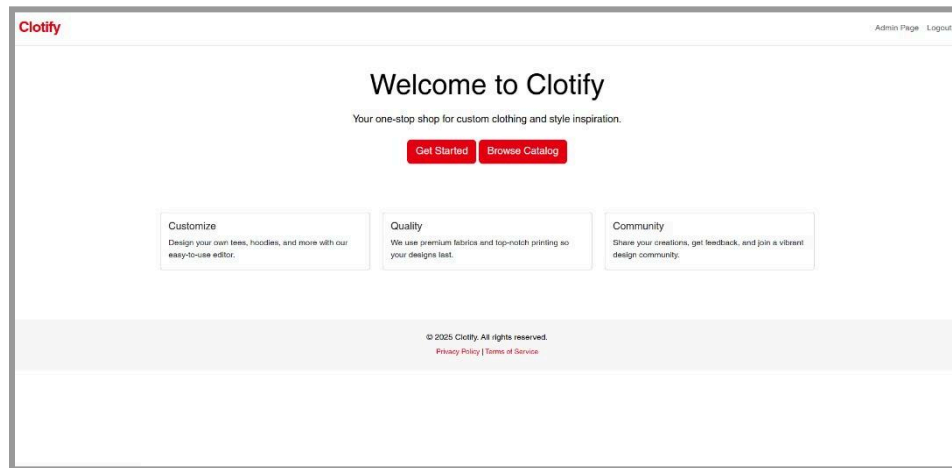 Clotify
Admin Page Logout
Welcome to Clotify
Your one-stop shop for custom clothing and style inspiration.
Get Started Browse Catalog
Customize
Design your own tees, hoodies, and more with our
easy-to-use editor.
Quality
We use premium fabrics and top-notch printing so
your designs last.
Community
Share your creations, get feedback, and join a vibrant
design community.
© 2025 Clotify. All rights reserved.
Privacy Policy | Terms of Service